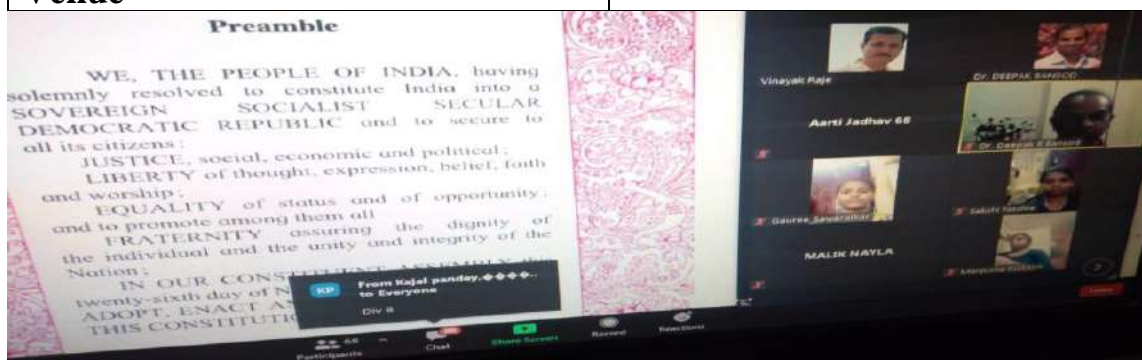 Venue
Preamble
WE, THE PEOPLE OF INDIA, having
solemnly resolved to constitute India into a
SOVEREIGN SOCIALIST SECULAR
DEMOCRATIC REPUBLIC and to secure to
all its citizens :
JUSTICE, social, economic and political ;
LIBERTY of thought, expression, belief, faith
and worship ;
EQUALITY of status and of opportunity ;
and to promote among them all
FRATERNITY assuring the dignity of
the individual and the unity and integrity of the
Nation ;
IN OUR CONSTITUENT ASSEMBLY this
twenty-sixth day of N
ADOPT, ENACT
THIS CONSTITUTI
KP
From Kajal pandey
to Everyone
Div B
68
Participants
Chat
Share Screen
Record
Reactions
Vinayak Raje
Dr. DEEPAK BANSOD
Aarti Jadhav 68
Dr. Deepak R Bansod
Gauree
Sakshi
MALIK NAYLA